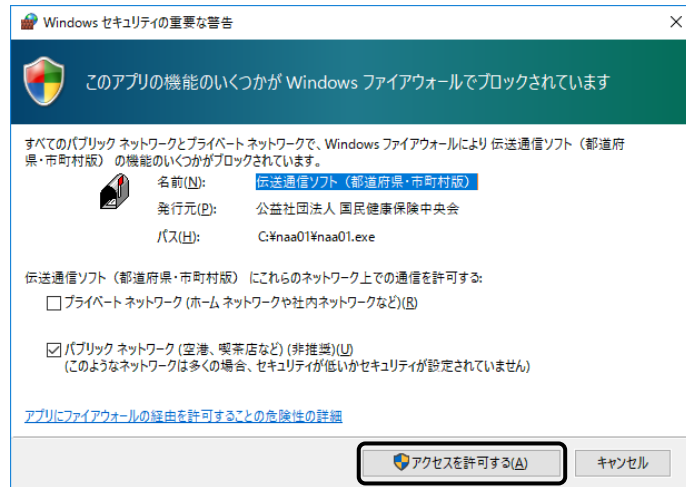 Windows セキュリティの重要な警告
このアプリの機能のいくつかが Windows ファイアウォールでブロックされています
すべてのパブリック ネットワークとプライベート ネットワークで、Windows ファイアウォールにより 伝送通信ソフト（都道府
県・市町村版） の機能のいくつかがブロックされています。
名前(N): 伝送通信ソフト（都道府県・市町村版）
発行元(P): 公益社団法人 国民健康保険中央会
パス(H): C:¥naa01¥naa01.exe
伝送通信ソフト（都道府県・市町村版） にこれらのネットワーク上での通信を許可する:
プライベート ネットワーク (ホーム ネットワークや社内ネットワークなど)(R)
パブリック ネットワーク (空港、喫茶店など) (非推奨)(U)
(このようなネットワークは多くの場合、セキュリティが低いかセキュリティが設定されていません)
アプリにファイアウォールの経由を許可することの危険性の詳細
アクセスを許可する(A) キャンセル